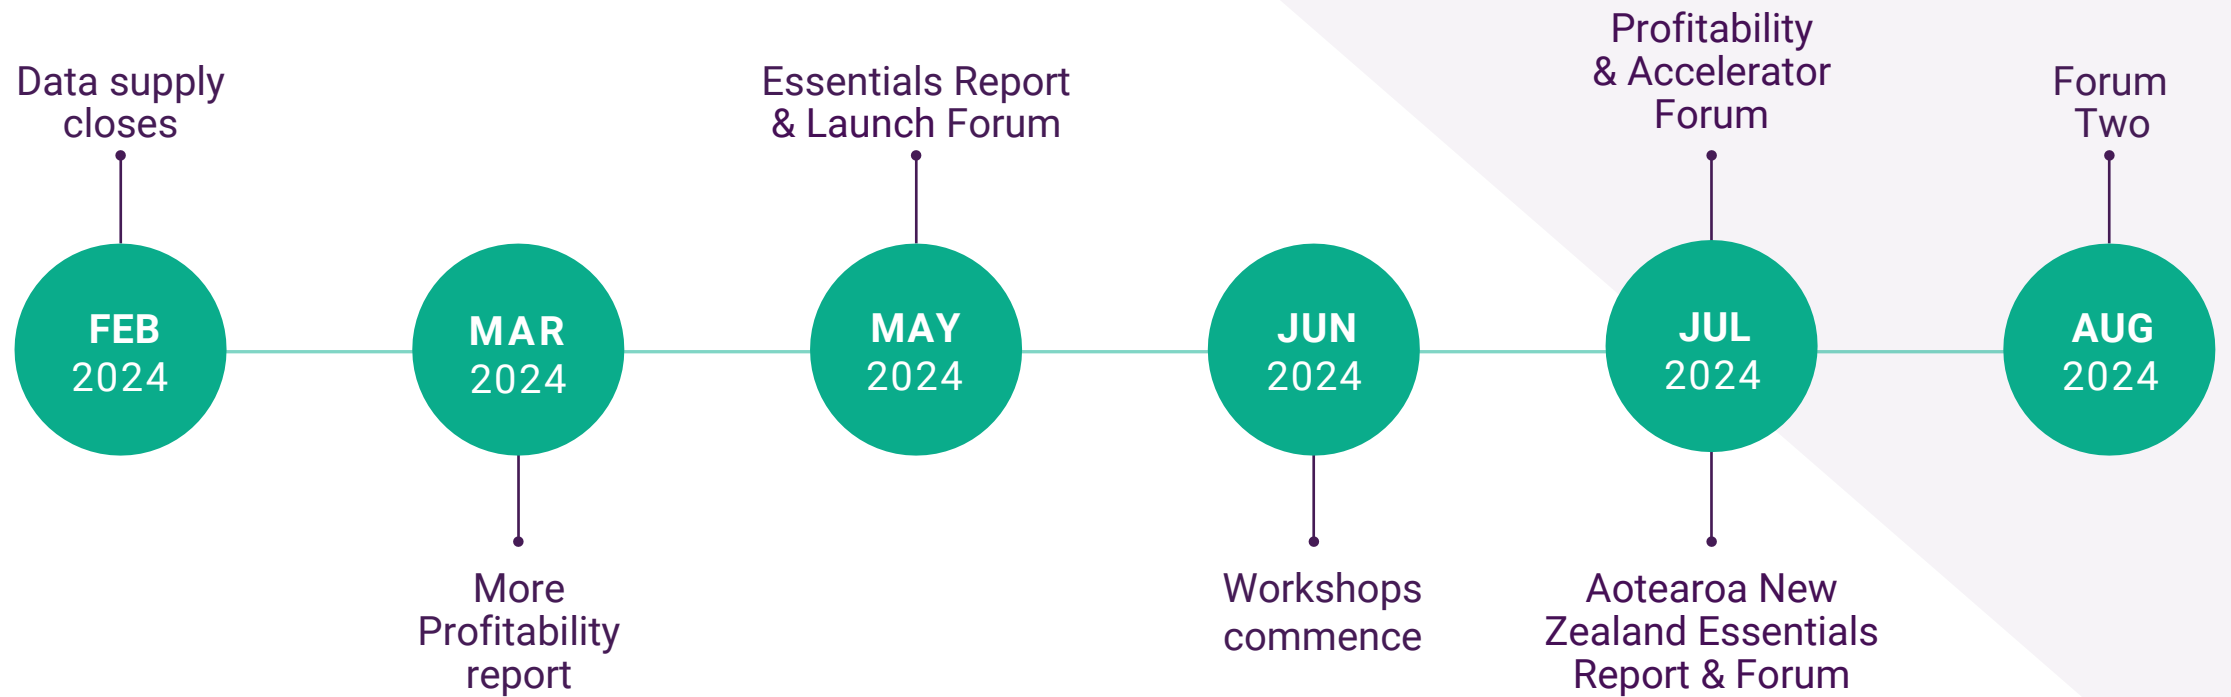 Data supply
closes
FEB
2024
MAR
2024
More
Profitability
report
Essentials Report
& Launch Forum
MAY
2024
JUN
2024
Workshops
commence
Profitability
& Accelerator
Forum
JUL
2024
Aotearoa New
Zealand Essentials
Report & Forum
Forum
Two
AUG
2024